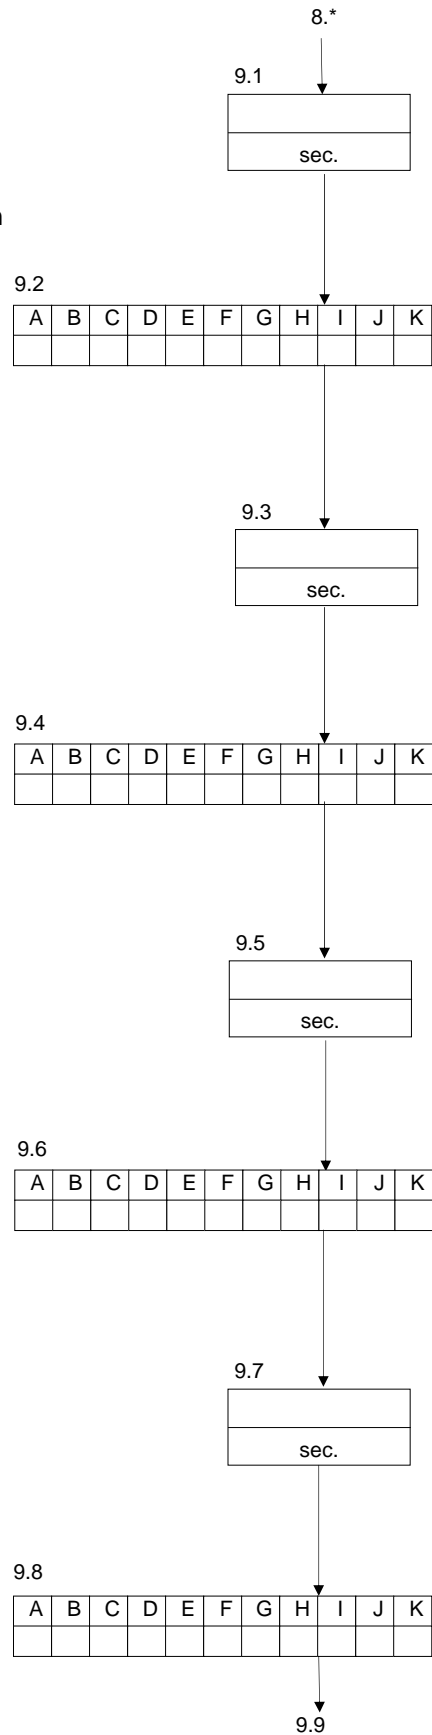 8.*
9.1
sec.
9.2
A B C D E F G H I J K
9.3
sec.
9.4
A B C D E F G H I J K
9.5
sec.
9.6
A B C D E F G H I J K
9.7
sec.
9.8
A B C D E F G H I J K
9.9